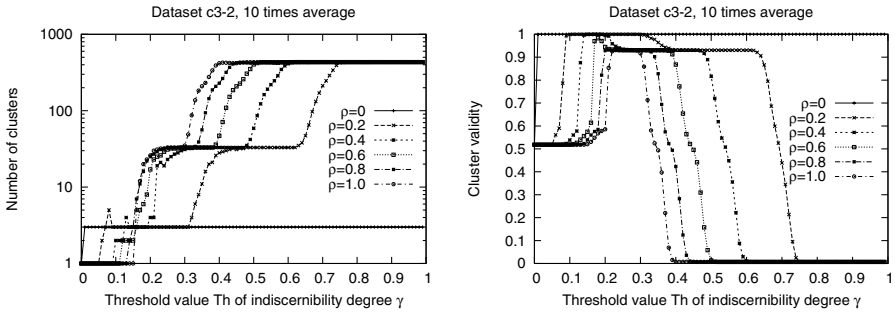 Dataset c3-2, 10 times average
Number of clusters
1000
100
10
1
ρ=0
ρ=0.2
ρ=0.4
ρ=0.6
ρ=0.8
ρ=1.0
0 0.1 0.2 0.3 0.4 0.5 0.6 0.7 0.8 0.9 1
Threshold value Th of indiscernibility degree γ
Dataset c3-2, 10 times average
Cluster validity
1
0.9
0.8
0.7
0.6
0.5
0.4
0.3
0.2
0.1
0
ρ=0
ρ=0.2
ρ=0.4
ρ=0.6
ρ=0.8
ρ=1.0
0 0.1 0.2 0.3 0.4 0.5 0.6 0.7 0.8 0.9 1
Threshold value Th of indiscernibility degree γ